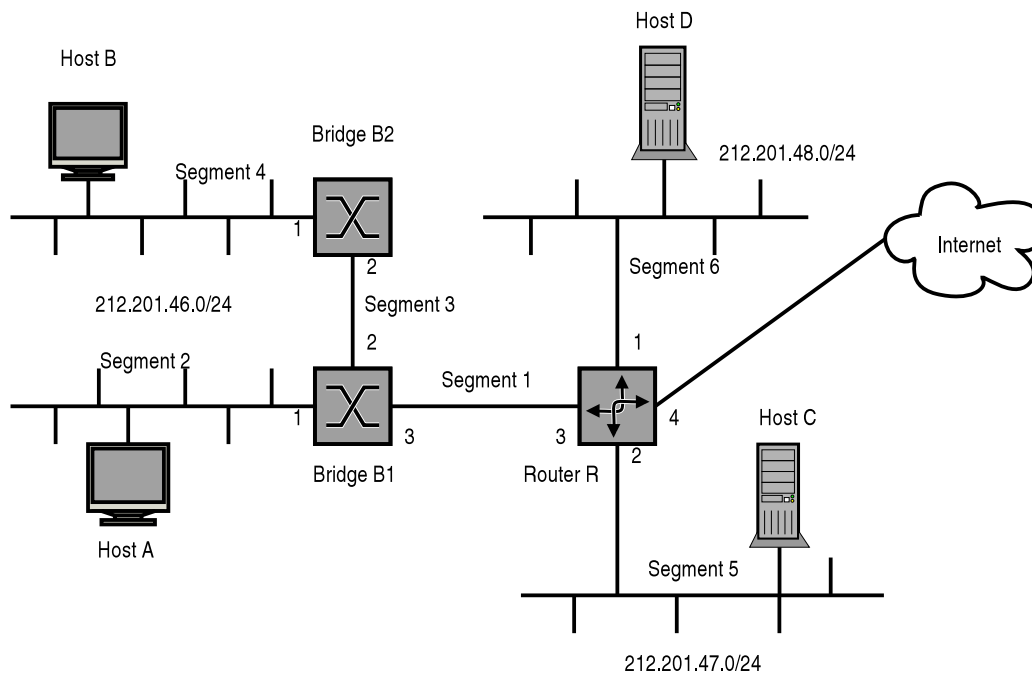 Host D
Host B
Bridge B2
212.201.48.0/24
Segment 4
1
2
Internet
Segment 6
212.201.46.0/24
Segment 3
2
1
Segment 2
Segment 1
1
3
3
4
2
Host C
Bridge B1
Router R
Host A
Segment 5
212.201.47.0/24